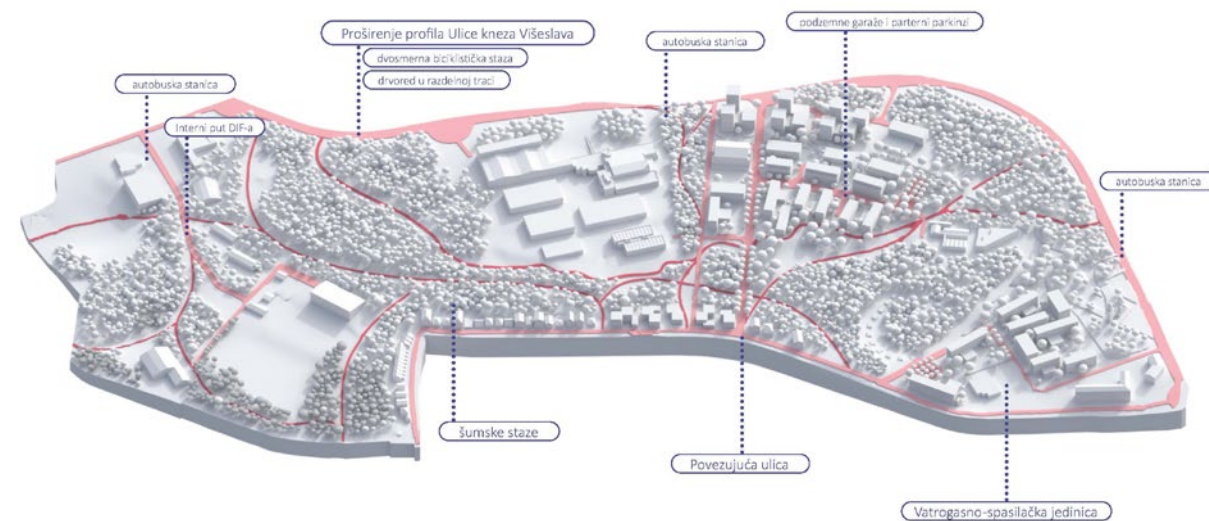 podzemne garaže i parterni parkinzi
Proširenje profila Ulice kneza Višeslava
autobuska stanica
dvosmerna biciklistička staza
autobuska stanica
drvored u razdelnoj traci
Interni put DIF-a
autobuska stanica
šumske staze
Povezujuća ulica
Vatrogasno-spasilačka jedinica